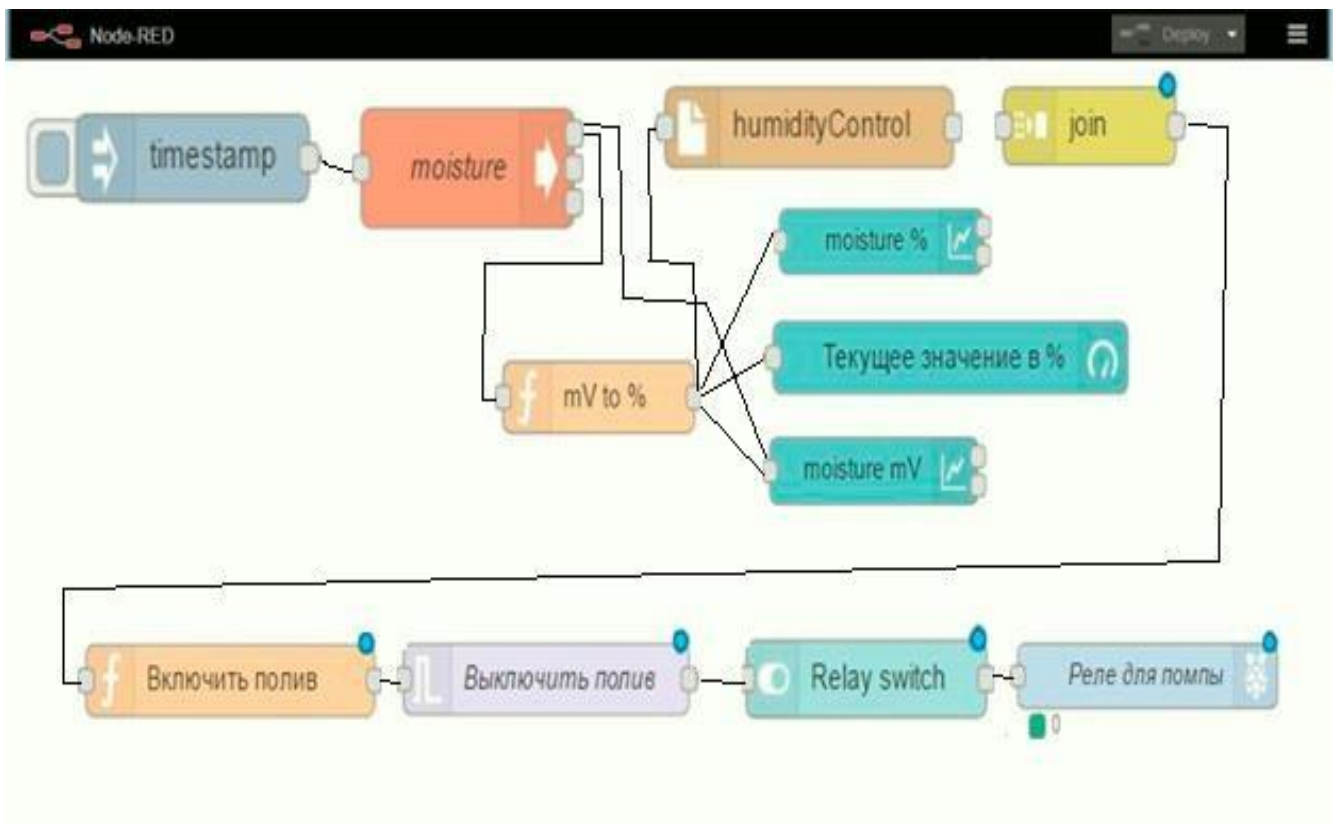 Node-RED
Deploy
timestamp
moisture
humidityControl
join
moisture %
Текущее значение в %
mV to %
moisture mV
Включить полив
Выключить полив
Relay switch
Реле для помпы
0